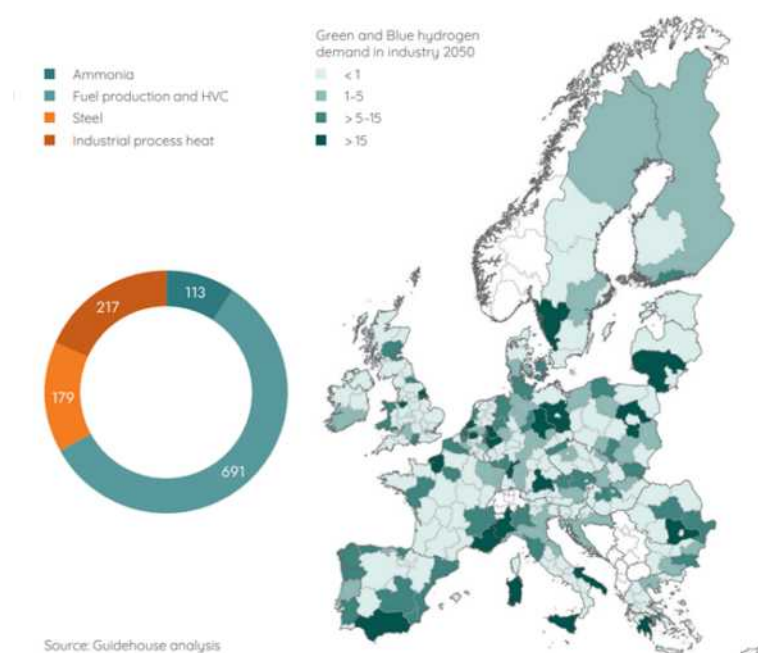 Ammonia
Fuel production and HVC
Steel
Industrial process heat
Green and Blue hydrogen
demand in industry 2050
< 1
1-5
> 5-15
> 15
113
217
179
691
Source: Guidehouse analysis